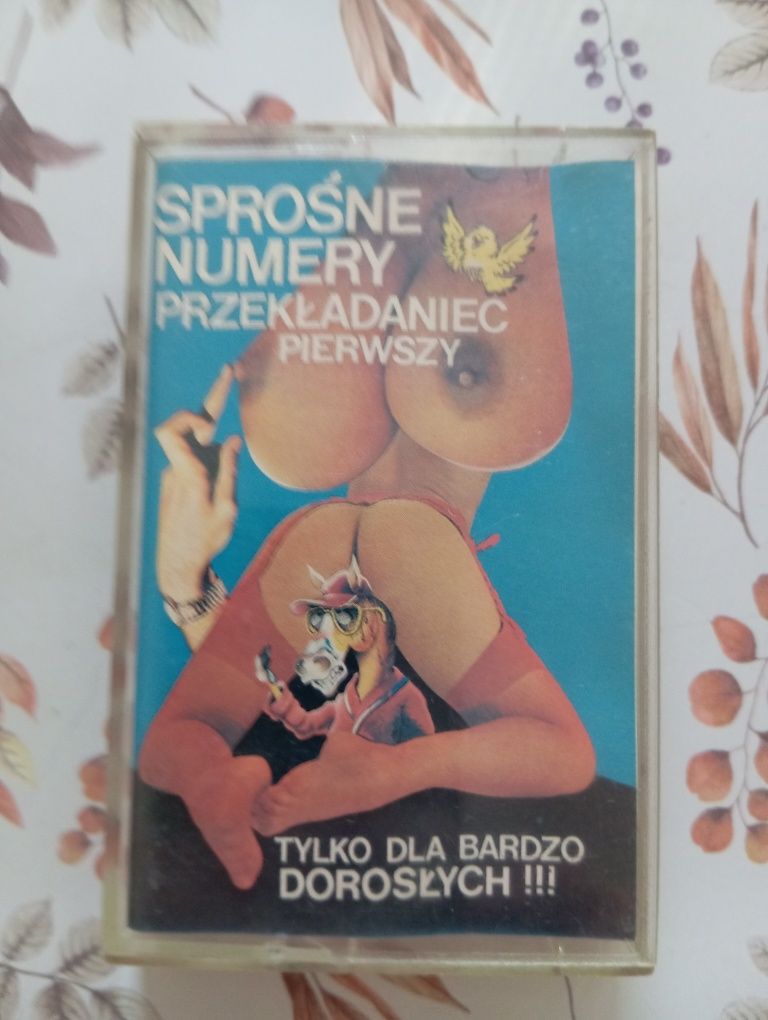 SPROŚNE
NUMERY
PRZEKŁADANIEC
PIERWSZY
TYLKO DLA BARDZO
DOROSŁYCH !!!